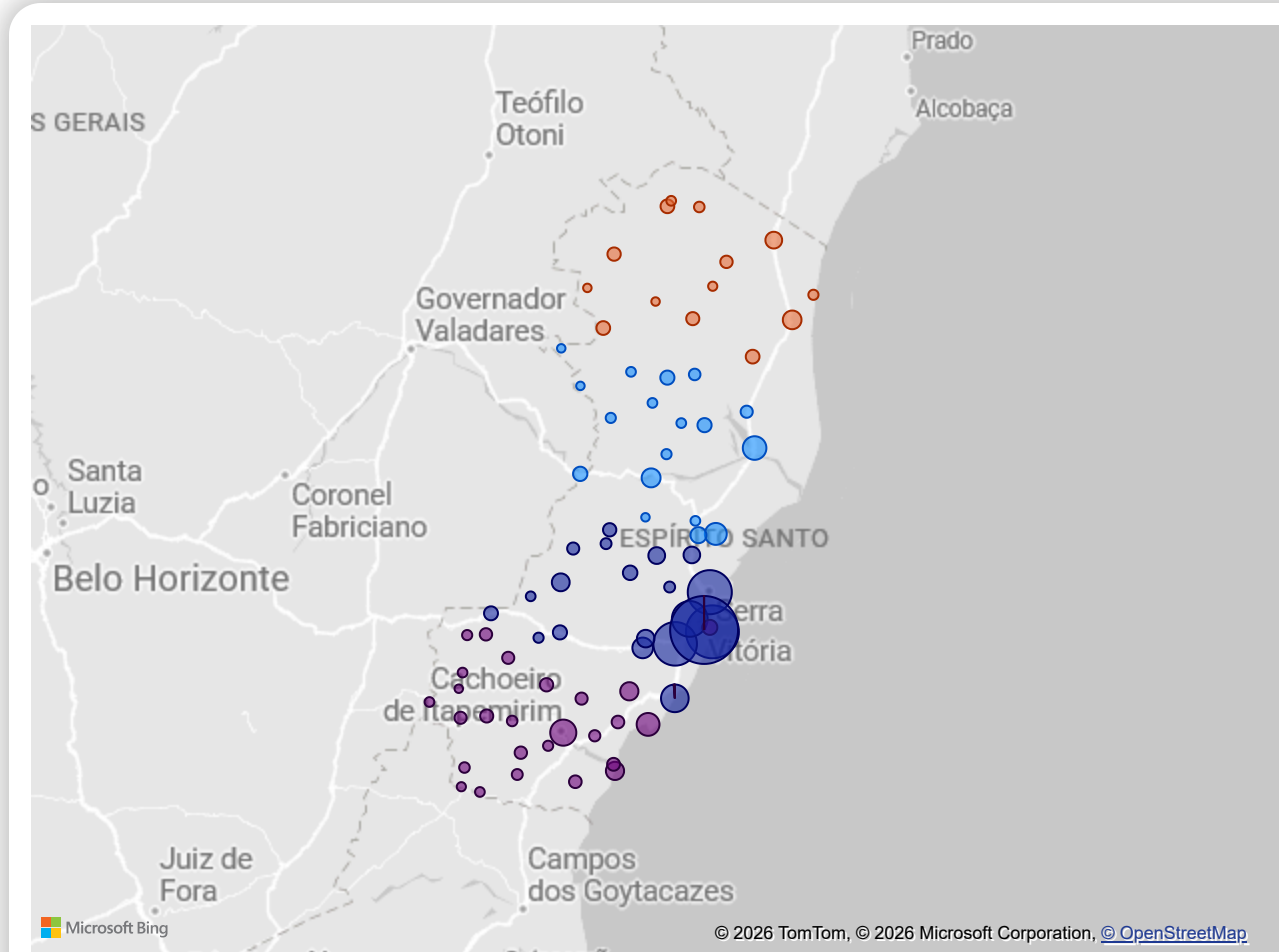 Prado
Alcobaça
Teófilo
Otoni
S GERAIS
Governador
Valadares
Santa
Luzia
o
Coronel
Fabriciano
ESPÍRITO SANTO
Belo Horizonte
Serra
Vitória
Cachoeiro
de Itapemirim
Juiz de
Fora
Campos
dos Goytacazes
Microsoft Bing
© 2026 TomTom, © 2026 Microsoft Corporation, © OpenStreetMap